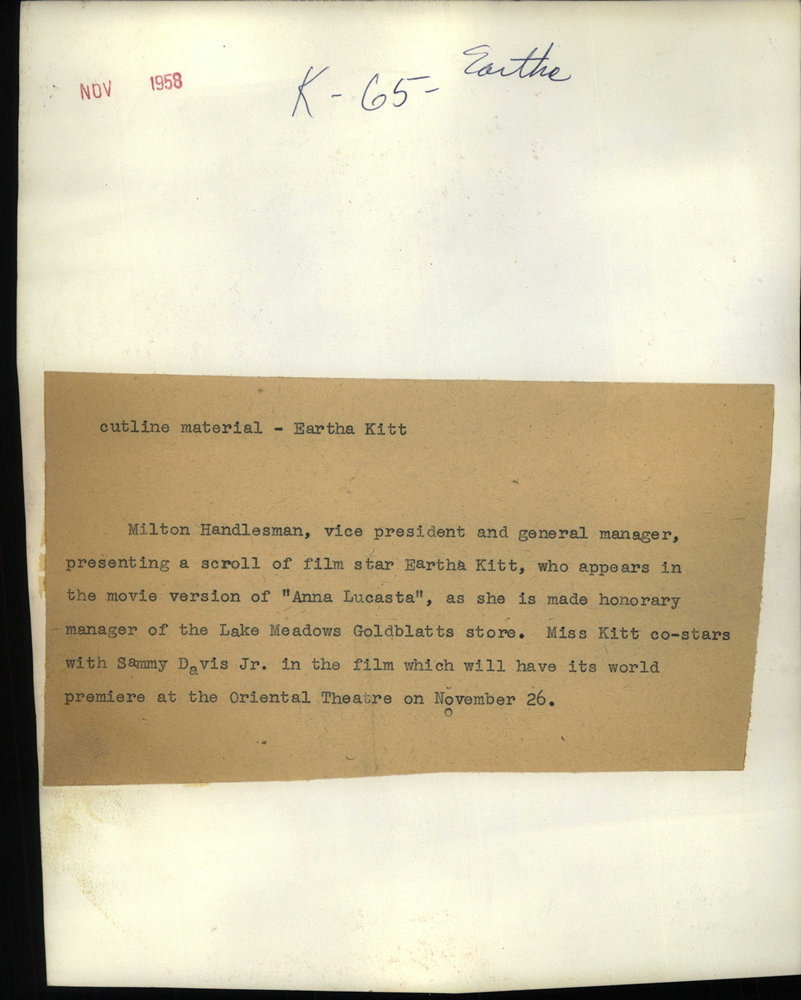 NOV 1958
K-65- Eartha
cutline material - Eartha Kitt
Milton Handlesman, vice president and general manager,
presenting a scroll of film star Eartha Kitt, who appears in
the movie version of "Anna Lucasta", as she is made honorary
manager of the Lake Meadows Goldblatts store. Miss Kitt co-stars
with Sammy Davis Jr. in the film which will have its world
premiere at the Oriental Theatre on November 26.